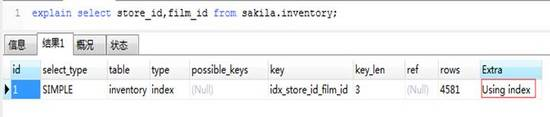 1 explain select store_id,film_id from sakila.inventory;
信息 结果1 概况 状态
id select_type table type possible_keys key key_len ref rows Extra
1 SIMPLE inventory index (Null) idx_store_id_film_id 3 (Null) 4581 Using index